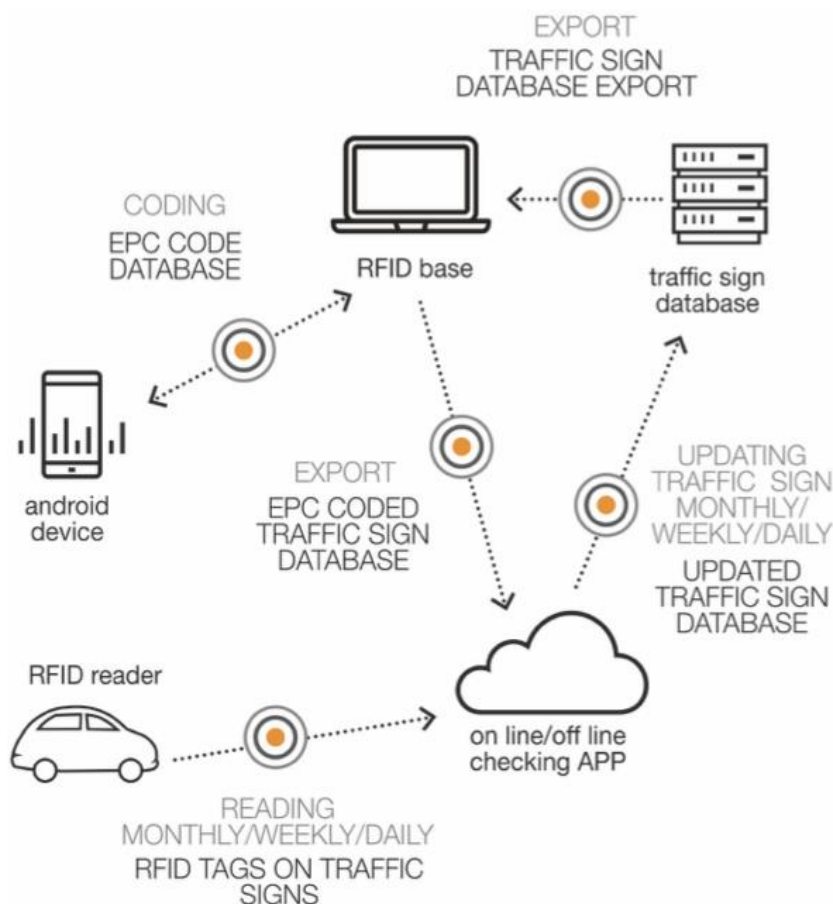 EXPORT
TRAFFIC SIGN
DATABASE EXPORT
CODING
EPC CODE
DATABASE
RFID base
traffic sign
database
android
device
EXPORT
EPC CODED
TRAFFIC SIGN
DATABASE
UPDATING
TRAFFIC SIGN
MONTHLY/
WEEKLY/DAILY
UPDATED
TRAFFIC SIGN
DATABASE
RFID reader
on line/off line
checking APP
READING
MONTHLY/WEEKLY/DAILY
RFID TAGS ON TRAFFIC
SIGNS